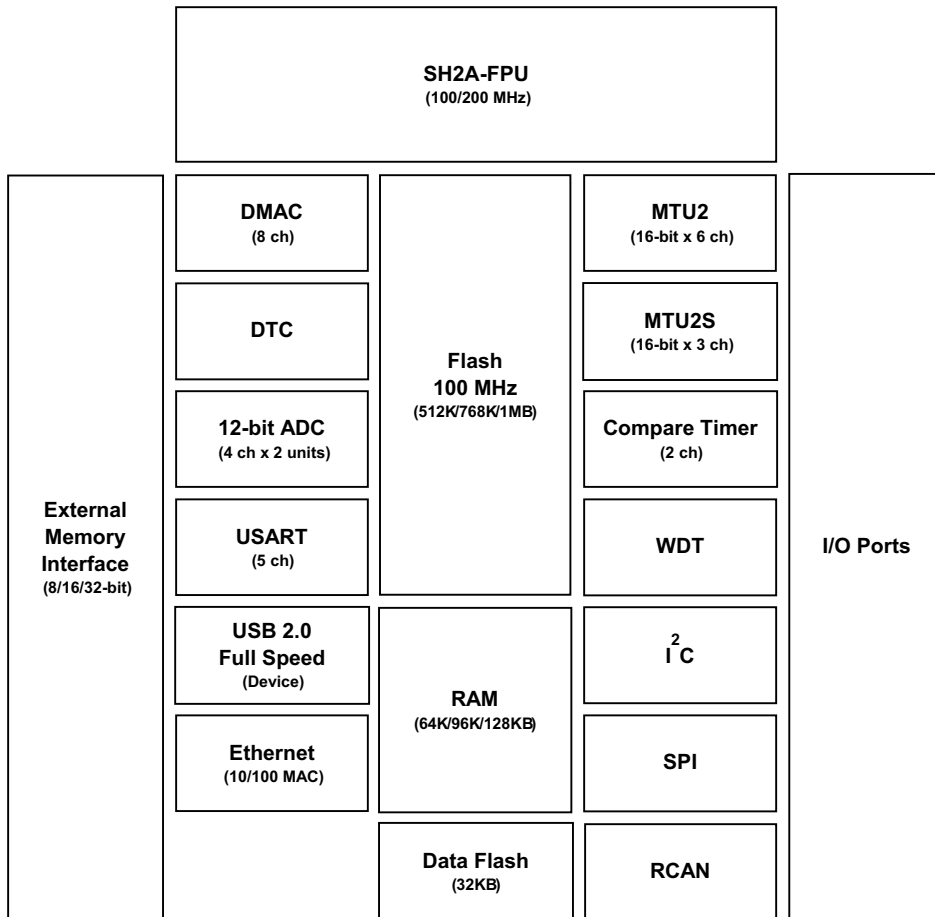 SH2A-FPU
(100/200 MHz)
External
Memory
Interface
(8/16/32-bit)
DMAC
(8 ch)
DTC
12-bit ADC
(4 ch x 2 units)
USART
(5 ch)
USB 2.0
Full Speed
(Device)
Ethernet
(10/100 MAC)
Flash
100 MHz
(512K/768K/1MB)
RAM
(64K/96K/128KB)
Data Flash
(32KB)
MTU2
(16-bit x 6 ch)
MTU2S
(16-bit x 3 ch)
Compare Timer
(2 ch)
WDT
I²C
SPI
RCAN
I/O Ports